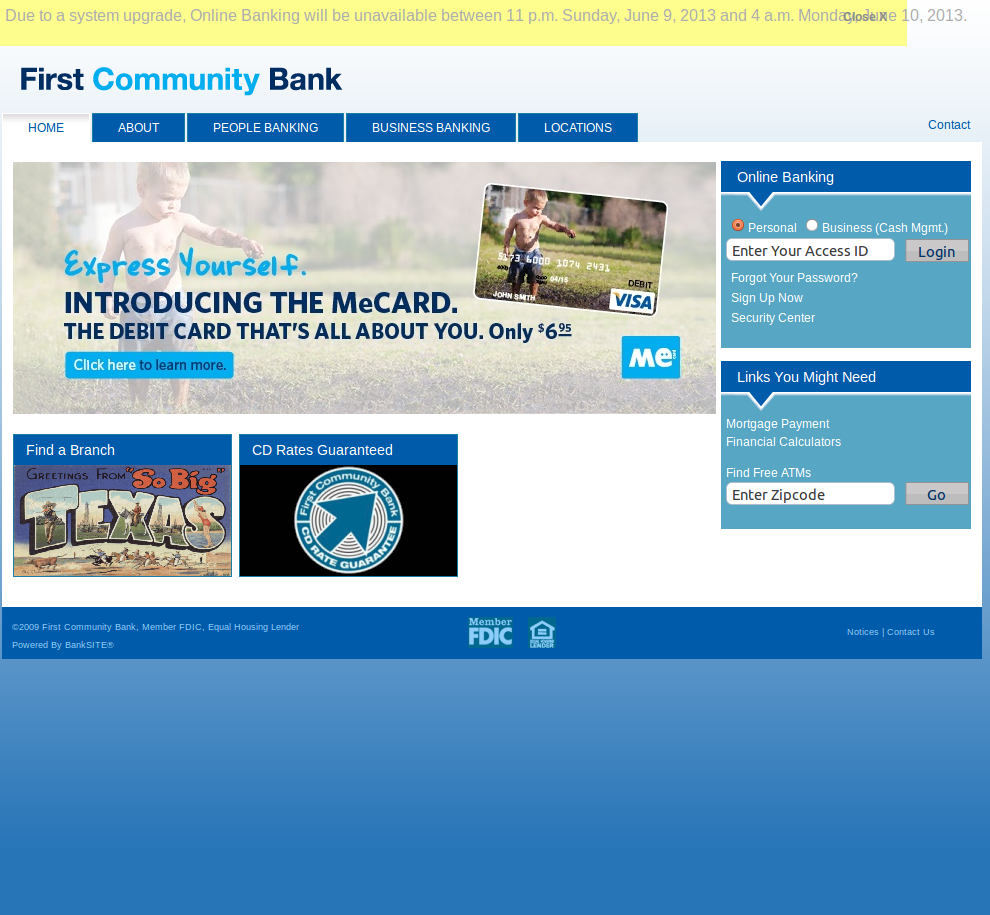 Due to a system upgrade, Online Banking will be unavailable between 11 p.m. Sunday, June 9, 2013 and 4 a.m. Monday, June 10, 2013.
Close X
First Community Bank
HOME
ABOUT
PEOPLE BANKING
BUSINESS BANKING
LOCATIONS
Contact
Express Yourself.
INTRODUCING THE MeCARD.
THE DEBIT CARD THAT'S ALL ABOUT YOU. Only $6.95
Click here to learn more.
5173 6000 1074 2431
04/15
JOHN SMITH
DEBIT
VISA
Me
Online Banking
Personal
Business (Cash Mgmt.)
Enter Your Access ID
Login
Forgot Your Password?
Sign Up Now
Security Center
Links You Might Need
Mortgage Payment
Financial Calculators
Find Free ATMs
Enter Zipcode
Go
Find a Branch
GREETINGS FROM "So Big"
TEXAS
CD Rates Guaranteed
First Community Bank
CD RATE GUARANTEE
©2009 First Community Bank, Member FDIC, Equal Housing Lender
Powered By BankSITE®
Member
FDIC
LENDER
Notices | Contact Us